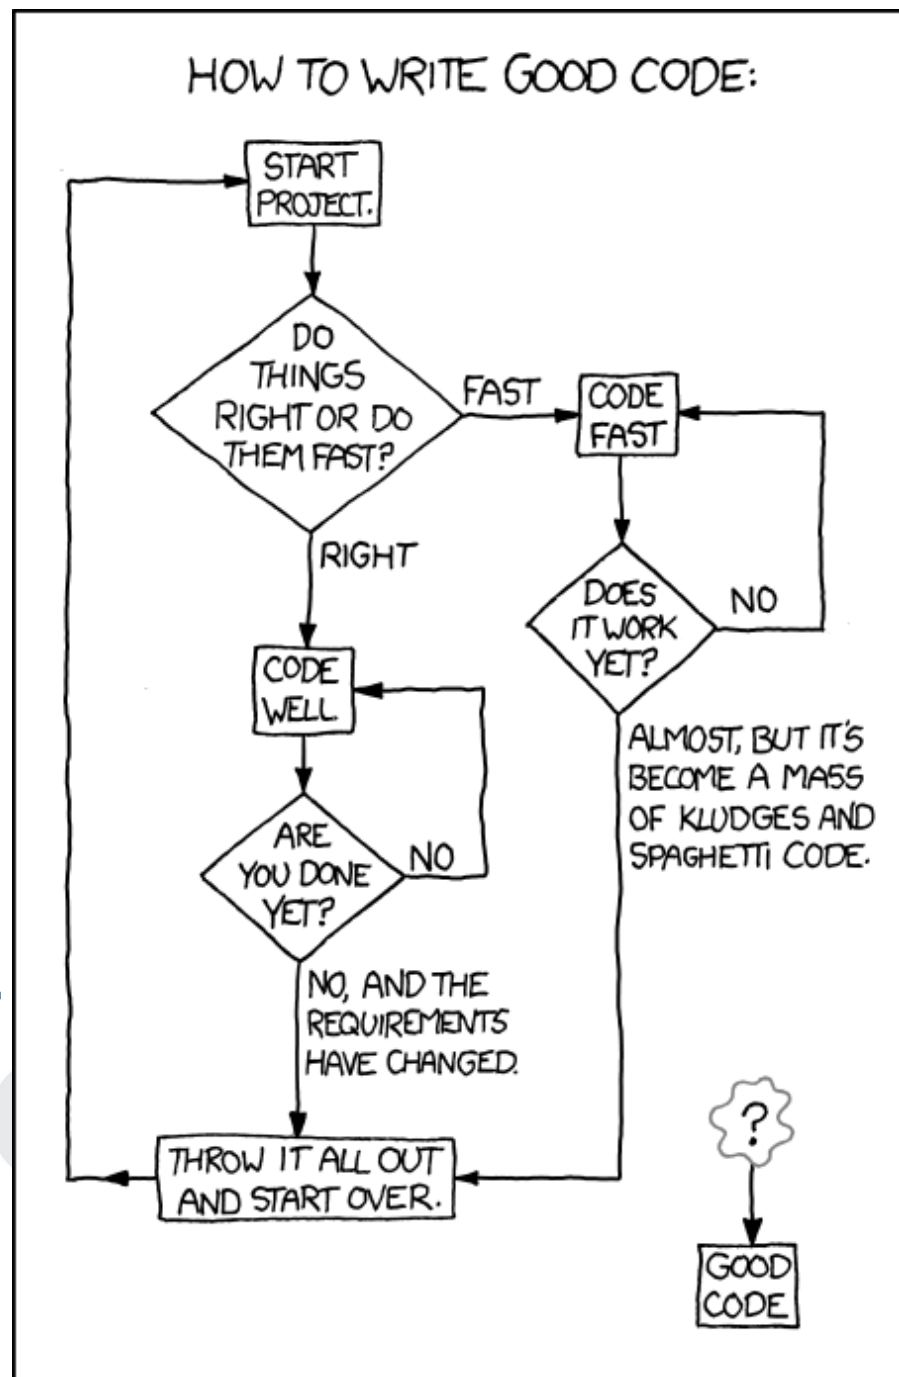 HOW TO WRITE GOOD CODE:
START
PROJECT.
DO
THINGS
RIGHT OR DO
THEM FAST?
FAST
CODE
FAST
RIGHT
DOES
IT WORK
YET?
NO
CODE
WELL
ALMOST, BUT IT'S
BECOME A MASS
OF KLUDGES AND
SPAGHETTI CODE.
ARE
YOU DONE
YET?
NO
NO, AND THE
REQUIREMENTS
HAVE CHANGED.
THROW IT ALL OUT
AND START OVER.
?
GOOD
CODE